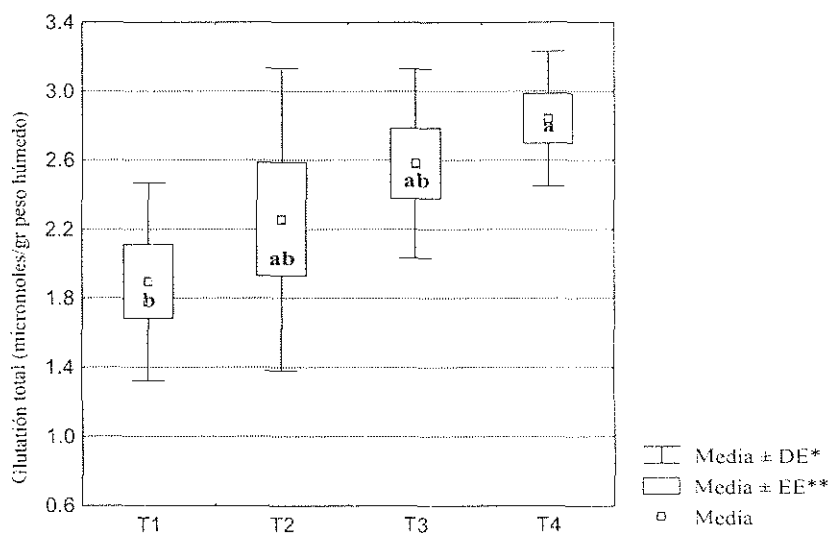 Glutatión total (micromoles/gr peso húmedo)
3.4
3.0
2.6
2.2
1.8
1.4
1.0
0.6
b
ab
ab
a
T1
T2
T3
T4
Media ± DE*
Media ± EE**
Media